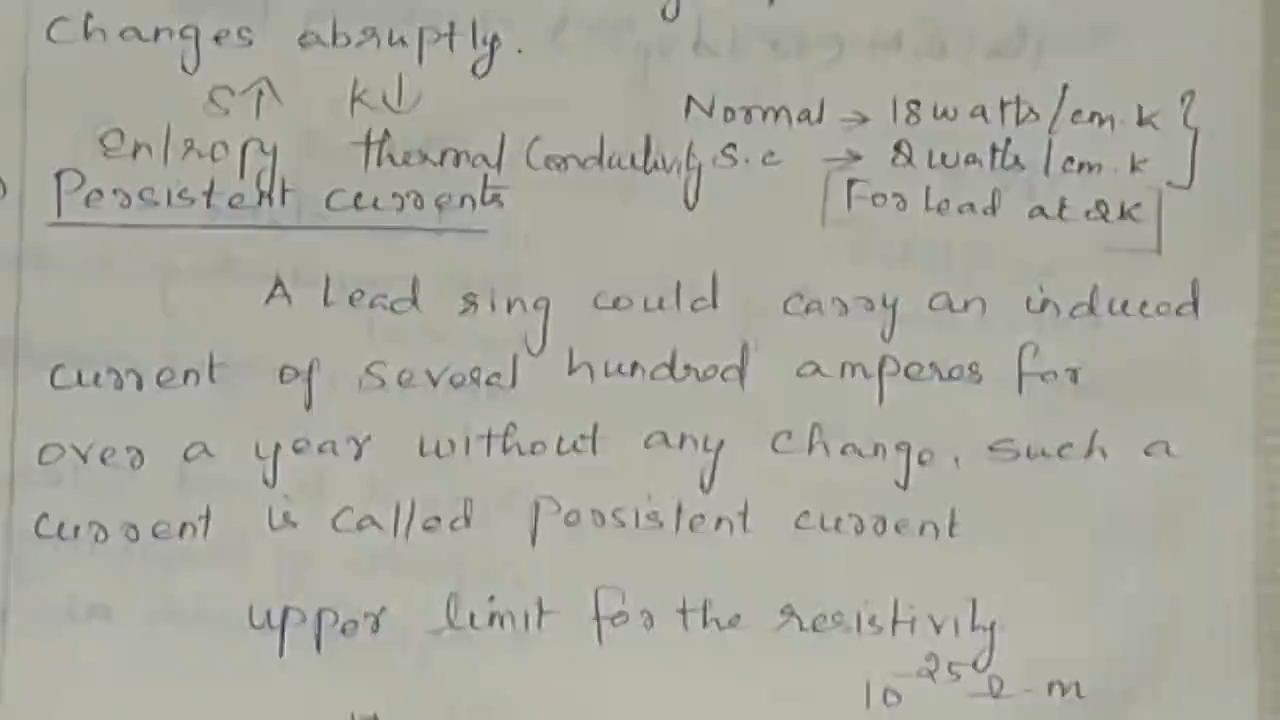 Changes abruptly.
S↑ K↓
Normal → 18 watts/cm.K }
entropy thermal Conductivity S.C → 2 watts/cm.K
Persistent currents
[For lead at 2K]
A lead ring could carry an induced
current of several hundred amperes for
over a year without any change. such a
current is called persistent current
upper limit for the resistivity
10⁻²⁵ Ω-m